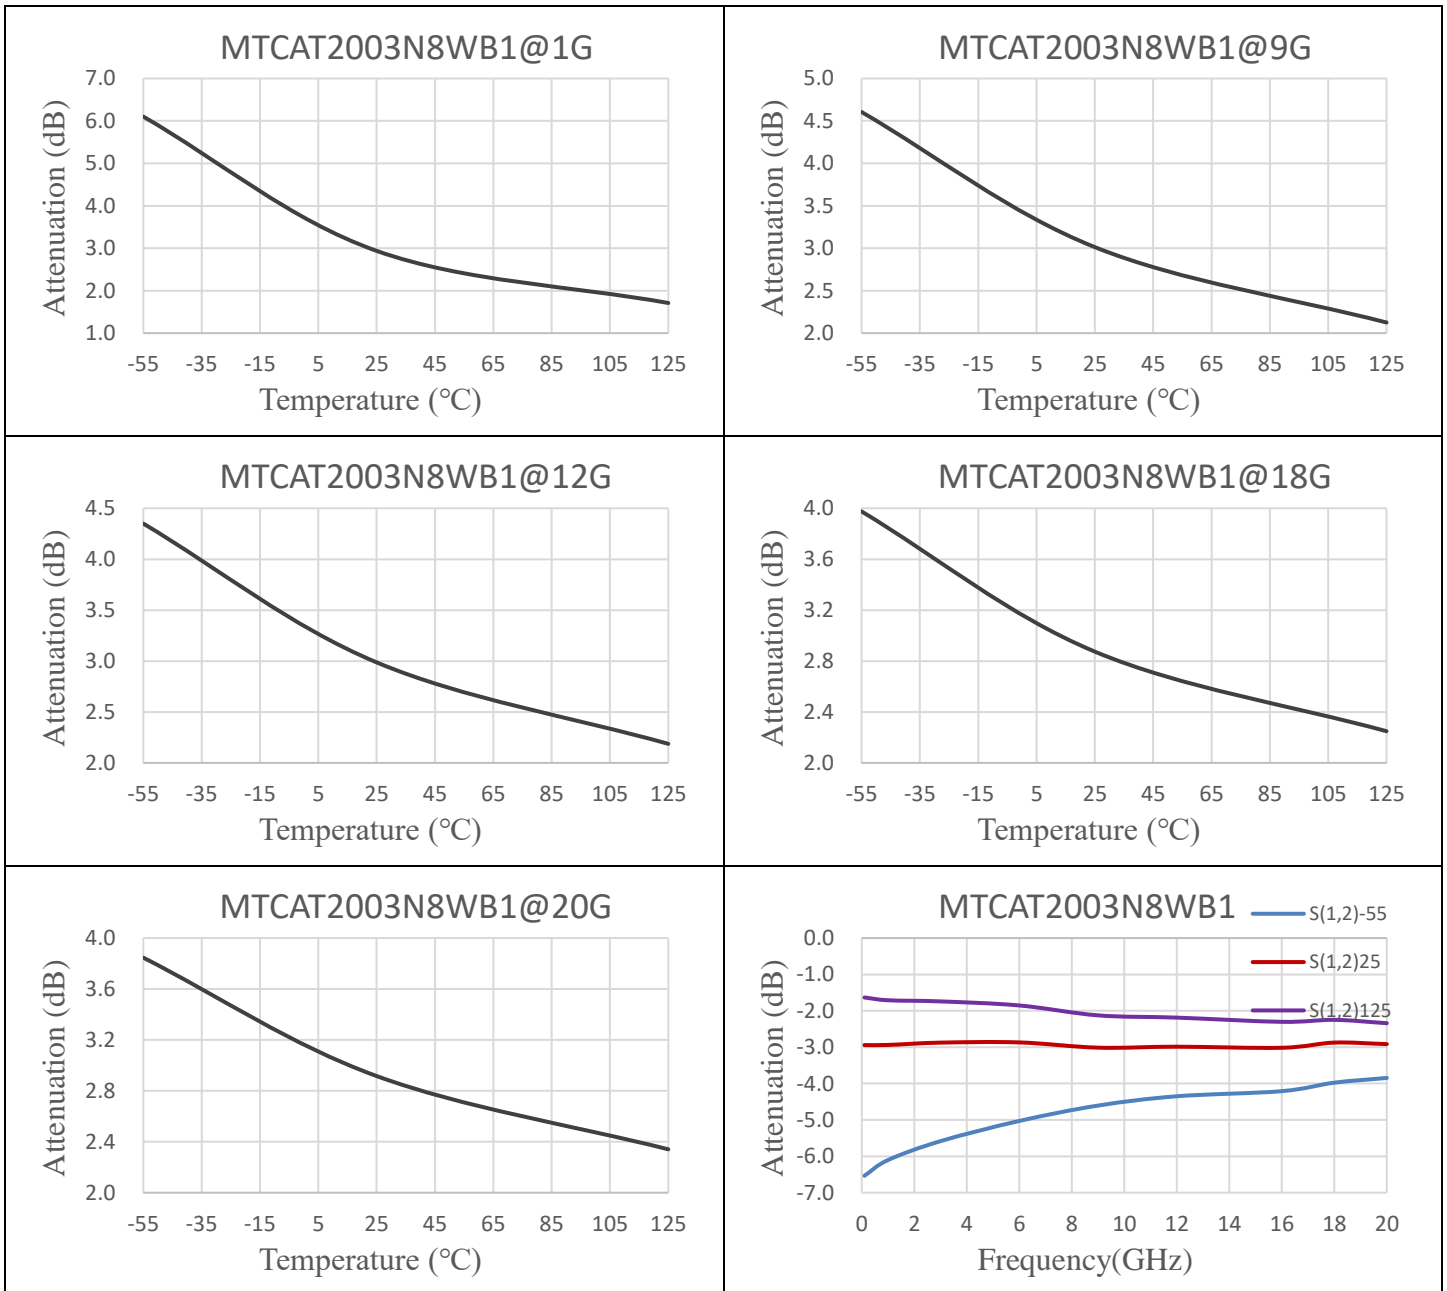 MTCAT2003N8WB1@1G
Attenuation (dB)
7.0
6.0
5.0
4.0
3.0
2.0
1.0
-55 -35 -15 5 25 45 65 85 105 125
Temperature (℃)
MTCAT2003N8WB1@9G
Attenuation (dB)
5.0
4.5
4.0
3.5
3.0
2.5
2.0
-55 -35 -15 5 25 45 65 85 105 125
Temperature (℃)
MTCAT2003N8WB1@12G
Attenuation (dB)
4.5
4.0
3.5
3.0
2.5
2.0
-55 -35 -15 5 25 45 65 85 105 125
Temperature (℃)
MTCAT2003N8WB1@18G
Attenuation (dB)
4.0
3.6
3.2
2.8
2.4
2.0
-55 -35 -15 5 25 45 65 85 105 125
Temperature (℃)
MTCAT2003N8WB1@20G
Attenuation (dB)
4.0
3.6
3.2
2.8
2.4
2.0
-55 -35 -15 5 25 45 65 85 105 125
Temperature (℃)
MTCAT2003N8WB1
S(1,2)-55
S(1,2)25
S(1,2)125
Attenuation (dB)
0.0
-1.0
-2.0
-3.0
-4.0
-5.0
-6.0
-7.0
0 2 4 6 8 10 12 14 16 18 20
Frequency(GHz)